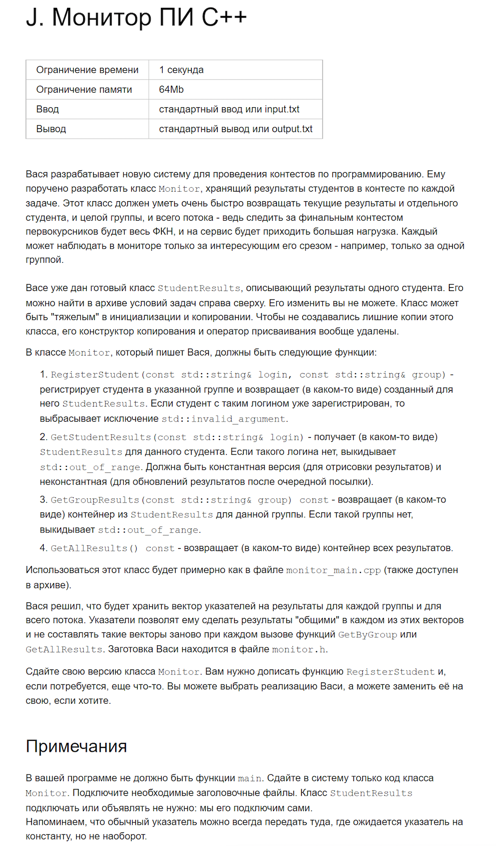 J. Монитор ПИ C++
Ограничение времени 1 секунда
Ограничение памяти 64Mb
Ввод стандартный ввод или input.txt
Вывод стандартный вывод или output.txt
Вася разрабатывает новую систему для проведения контестов по программированию. Ему
поручено разработать класс Monitor, хранящий результаты студентов в контесте по каждой
задаче. Этот класс должен уметь очень быстро возвращать текущие результаты и отдельного
студента, и целой группы, и всего потока - ведь следить за финальным контестом
первокурсников будет весь ФКН, и на сервис будет приходить большая нагрузка. Каждый
может наблюдать в мониторе только за интересующим его срезом - например, только за одной
группой.
Васе уже дан готовый класс StudentResults, описывающий результаты одного студента. Его
можно найти в архиве условий задач справа сверху. Его изменить вы не можете. Класс может
быть "тяжелым" в инициализации и копировании. Чтобы не создавались лишние копии этого
класса, его конструктор копирования и оператор присваивания вообще удалены.
В классе Monitor, который пишет Вася, должны быть следующие функции:
1. RegisterStudent(const std::string& login, const std::string& group) -
регистрирует студента в указанной группе и возвращает (в каком-то виде) созданный для
него StudentResults. Если студент с таким логином уже зарегистрирован, то
выбрасывает исключение std::invalid_argument.
2. GetStudentResults(const std::string& login) - получает (в каком-то виде)
StudentResults для данного студента. Если такого логина нет, выкидывает
std::out_of_range. Должна быть константная версия (для отрисовки результатов) и
неконстантная (для обновлений результатов после очередной посылки).
3. GetGroupResults(const std::string& group) const - возвращает (в каком-то
виде) контейнер из StudentResults для данной группы. Если такой группы нет,
выкидывает std::out_of_range.
4. GetAllResults() const - возвращает (в каком-то виде) контейнер всех результатов.
Использоваться этот класс будет примерно как в файле monitor_main.cpp (также доступен
в архиве).
Вася решил, что будет хранить вектор указателей на результаты для каждой группы и для
всего потока. Указатели позволят ему сделать результаты "общими" в каждом из этих векторов
и не составлять такие векторы заново при каждом вызове функций GetByGroup или
GetAllResults. Заготовка Васи находится в файле monitor.h.
Сдайте свою версию класса Monitor. Вам нужно дописать функцию RegisterStudent и,
если потребуется, еще что-то. Вы можете выбрать реализацию Васи, а можете заменить её на
свою, если хотите.
Примечания
В вашей программе не должно быть функции main. Сдайте в систему только код класса
Monitor. Подключите необходимые заголовочные файлы. Класс StudentResults
подключать или объявлять не нужно: мы его подключим сами.
Напоминаем, что обычный указатель можно всегда передать туда, где ожидается указатель на
константу, но не наоборот.